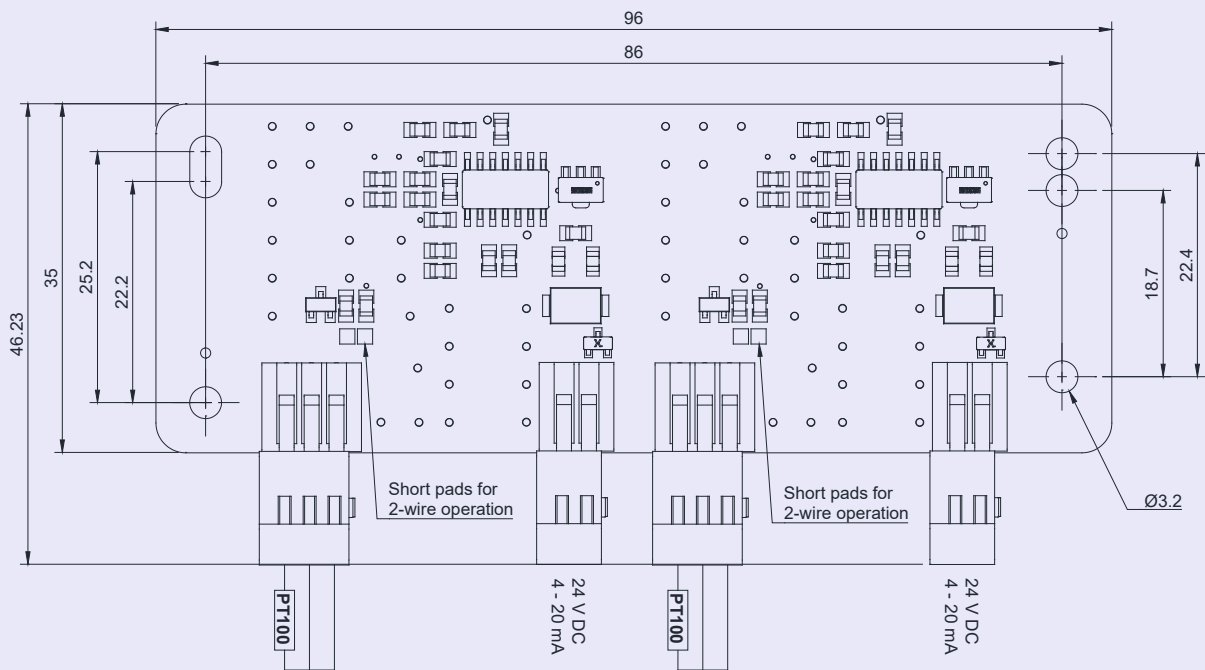 96
86
46.23
35
25.2
22.2
18.7
22.4
X.
X.
Short pads for
2-wire operation
Short pads for
2-wire operation
Ø3.2
PT100
24 V DC
4 - 20 mA
PT100
24 V DC
4 - 20 mA